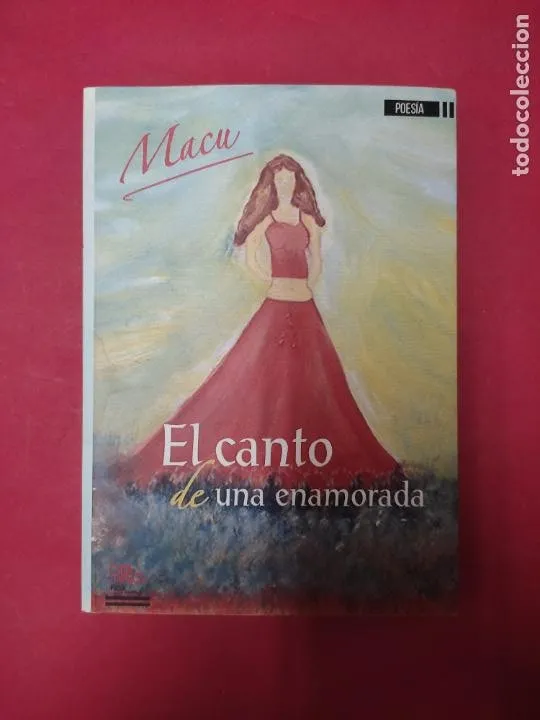 POESÍA
Macu
El canto
de una enamorada
todocoleccion